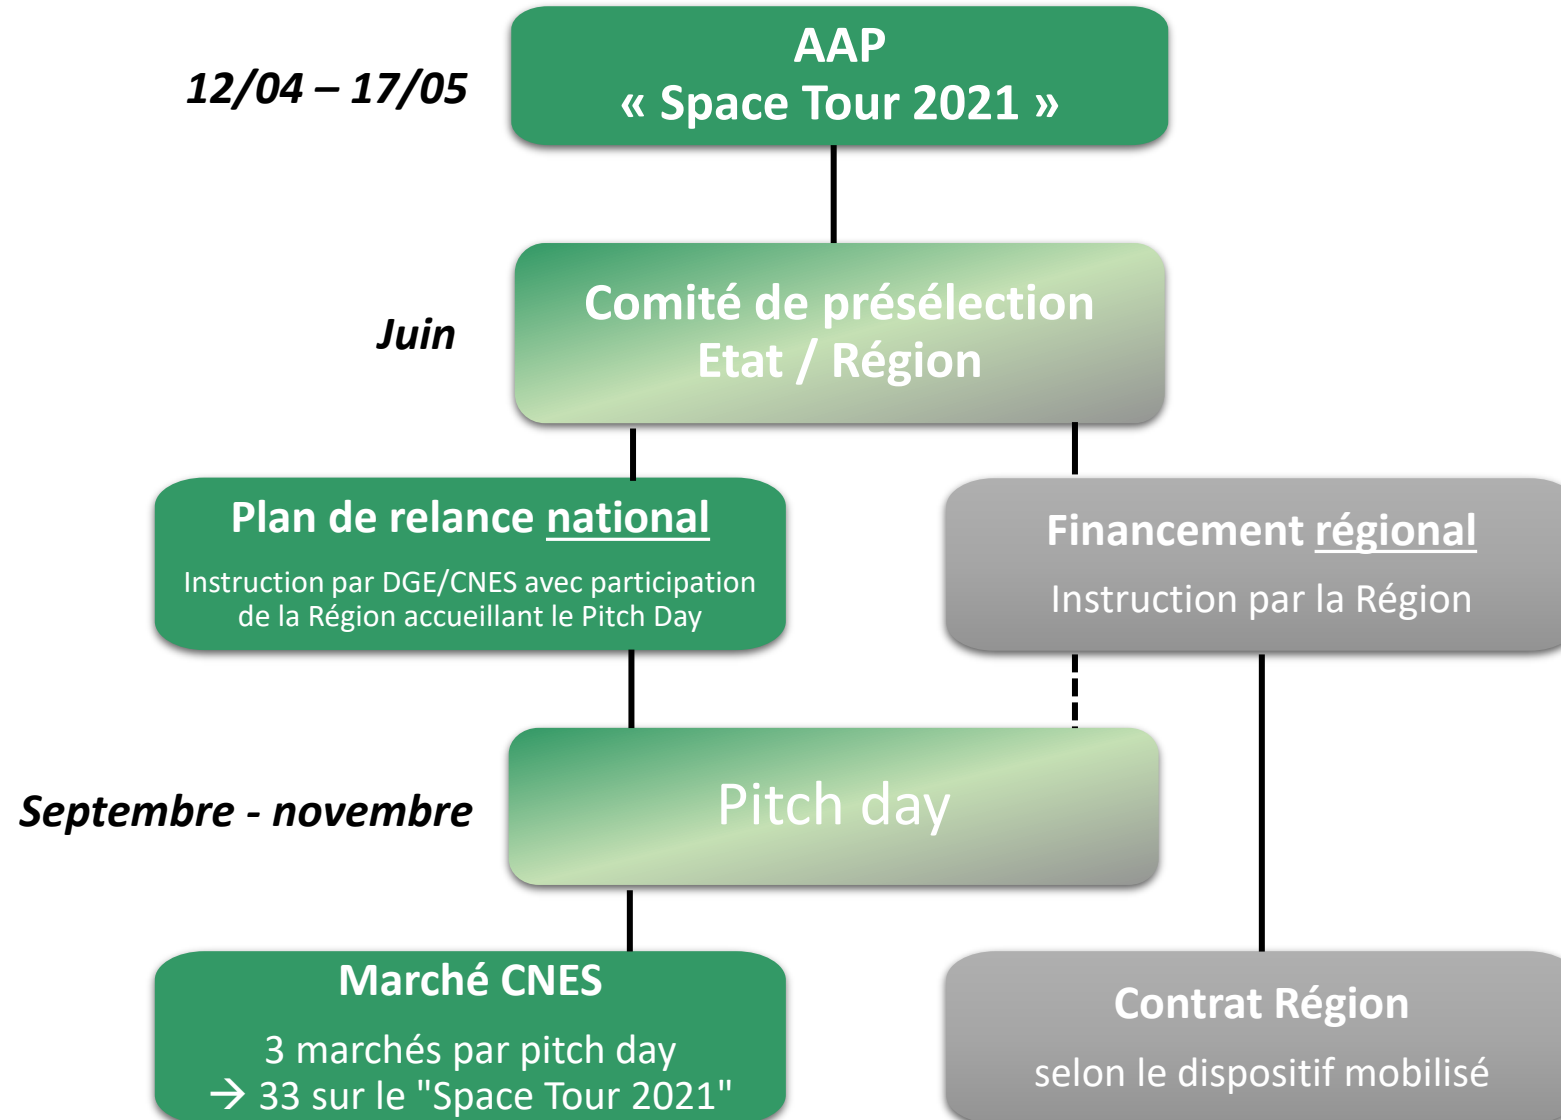 12/04 – 17/05
AAP
« Space Tour 2021 »
Juin
Comité de présélection
Etat / Région
Plan de relance national
Instruction par DGE/CNES avec participation
de la Région accueillant le Pitch Day
Financement régional
Instruction par la Région
Septembre - novembre
Pitch day
Marché CNES
3 marchés par pitch day
→ 33 sur le "Space Tour 2021"
Contrat Région
selon le dispositif mobilisé